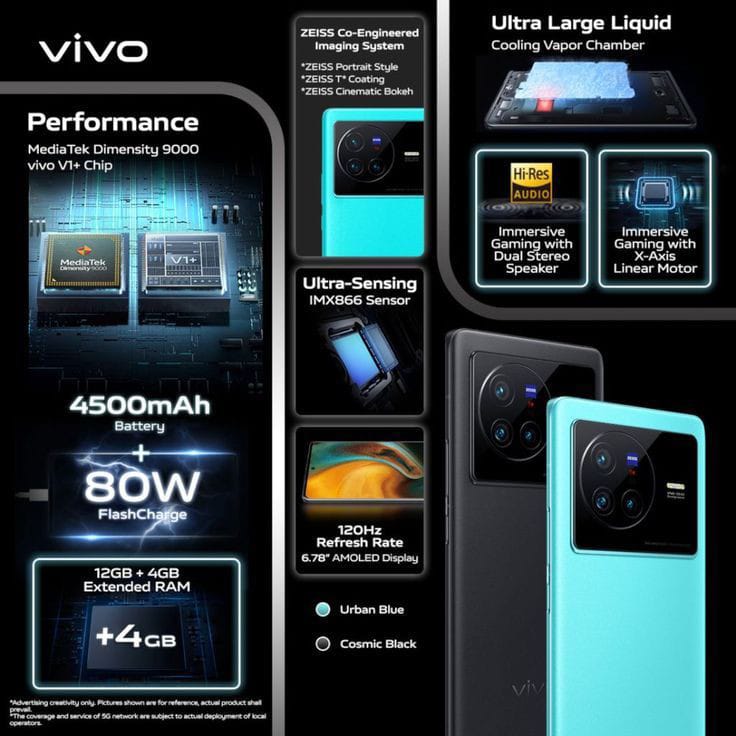 vivo
Performance
MediaTek Dimensity 9000
vivo V1+ Chip
MediaTek
Dimensity 9000
V1+
4500mAh
Battery
+
80W
FlashCharge
12GB + 4GB
Extended RAM
+4GB
*Advertising creativity only. Pictures shown are for reference, actual product shall
prevail.
*The coverage and service of 5G network are subject to actual deployment of local
operators.
ZEISS Co-Engineered
Imaging System
*ZEISS Portrait Style
*ZEISS T* Coating
*ZEISS Cinematic Bokeh
Ultra-Sensing
IMX866 Sensor
120Hz
Refresh Rate
6.78" AMOLED Display
Urban Blue
Cosmic Black
Ultra Large Liquid
Cooling Vapor Chamber
Hi-Res
AUDIO
Immersive
Gaming with
Dual Stereo
Speaker
Immersive
Gaming with
X-Axis
Linear Motor
ZEISS
ZEISS
vivo